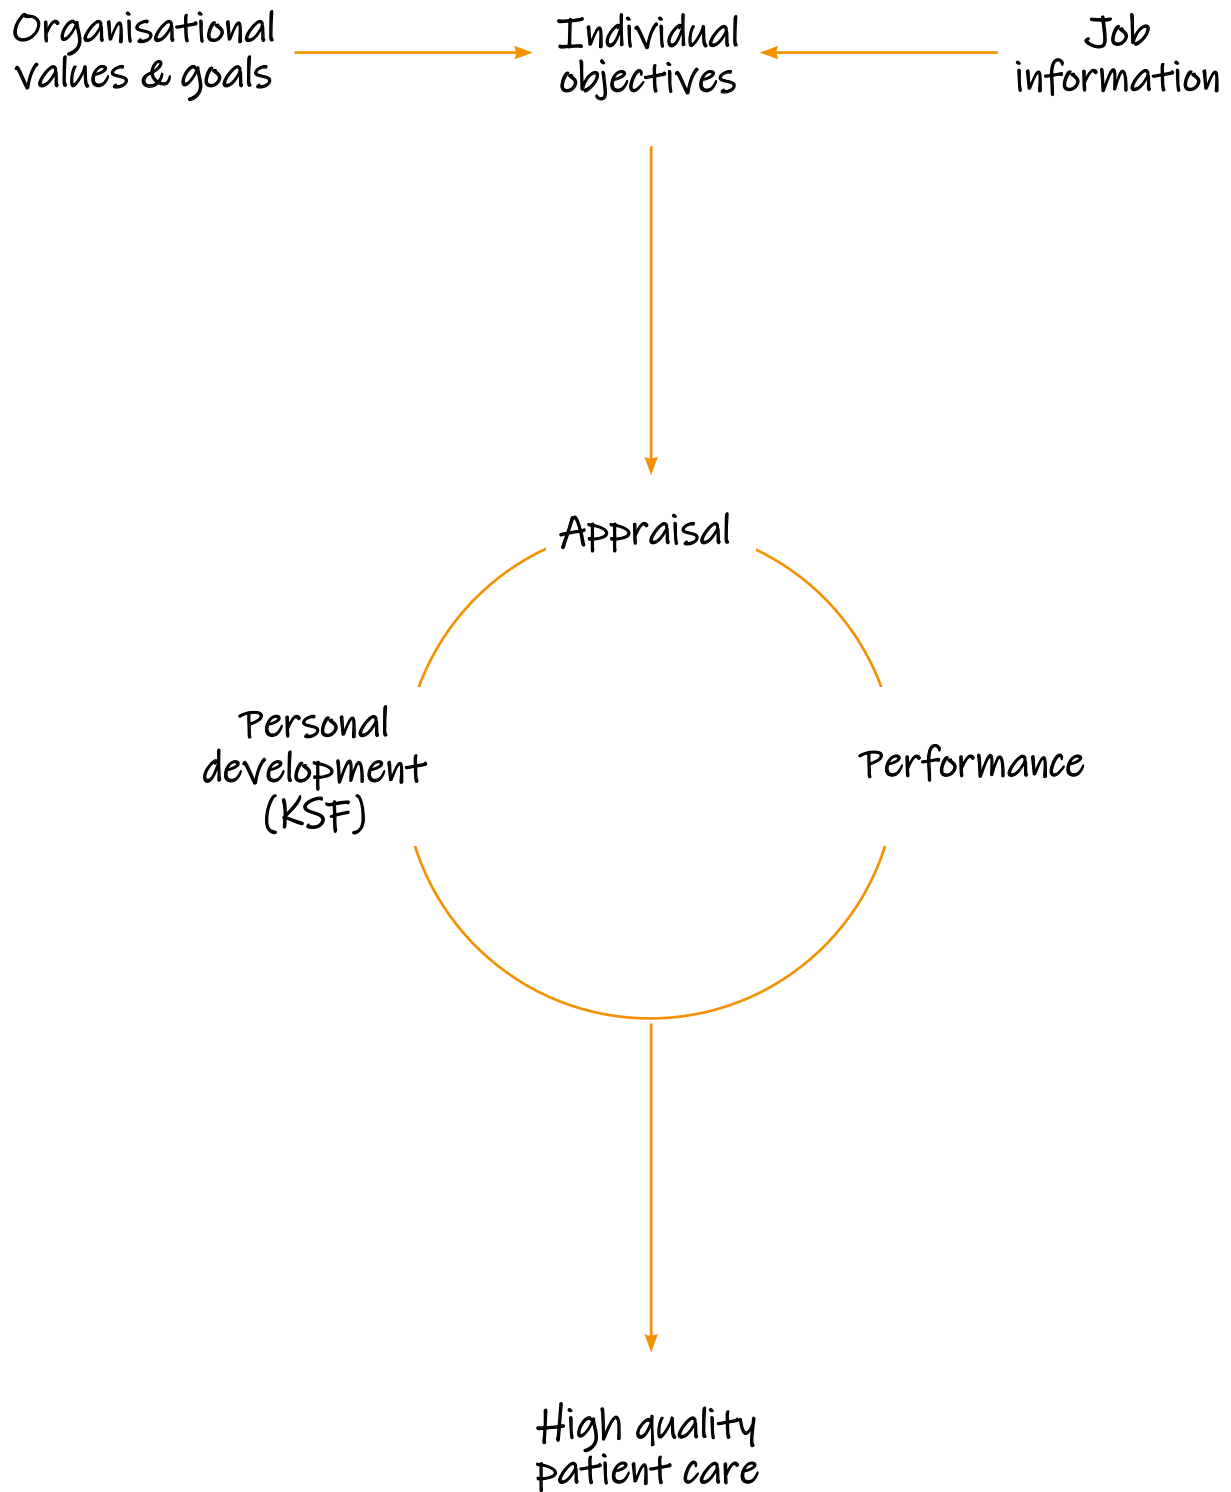 Organisational
values & goals
Individual
objectives
Job
information
Appraisal
Personal
development
(KSF)
Performance
High quality
patient care